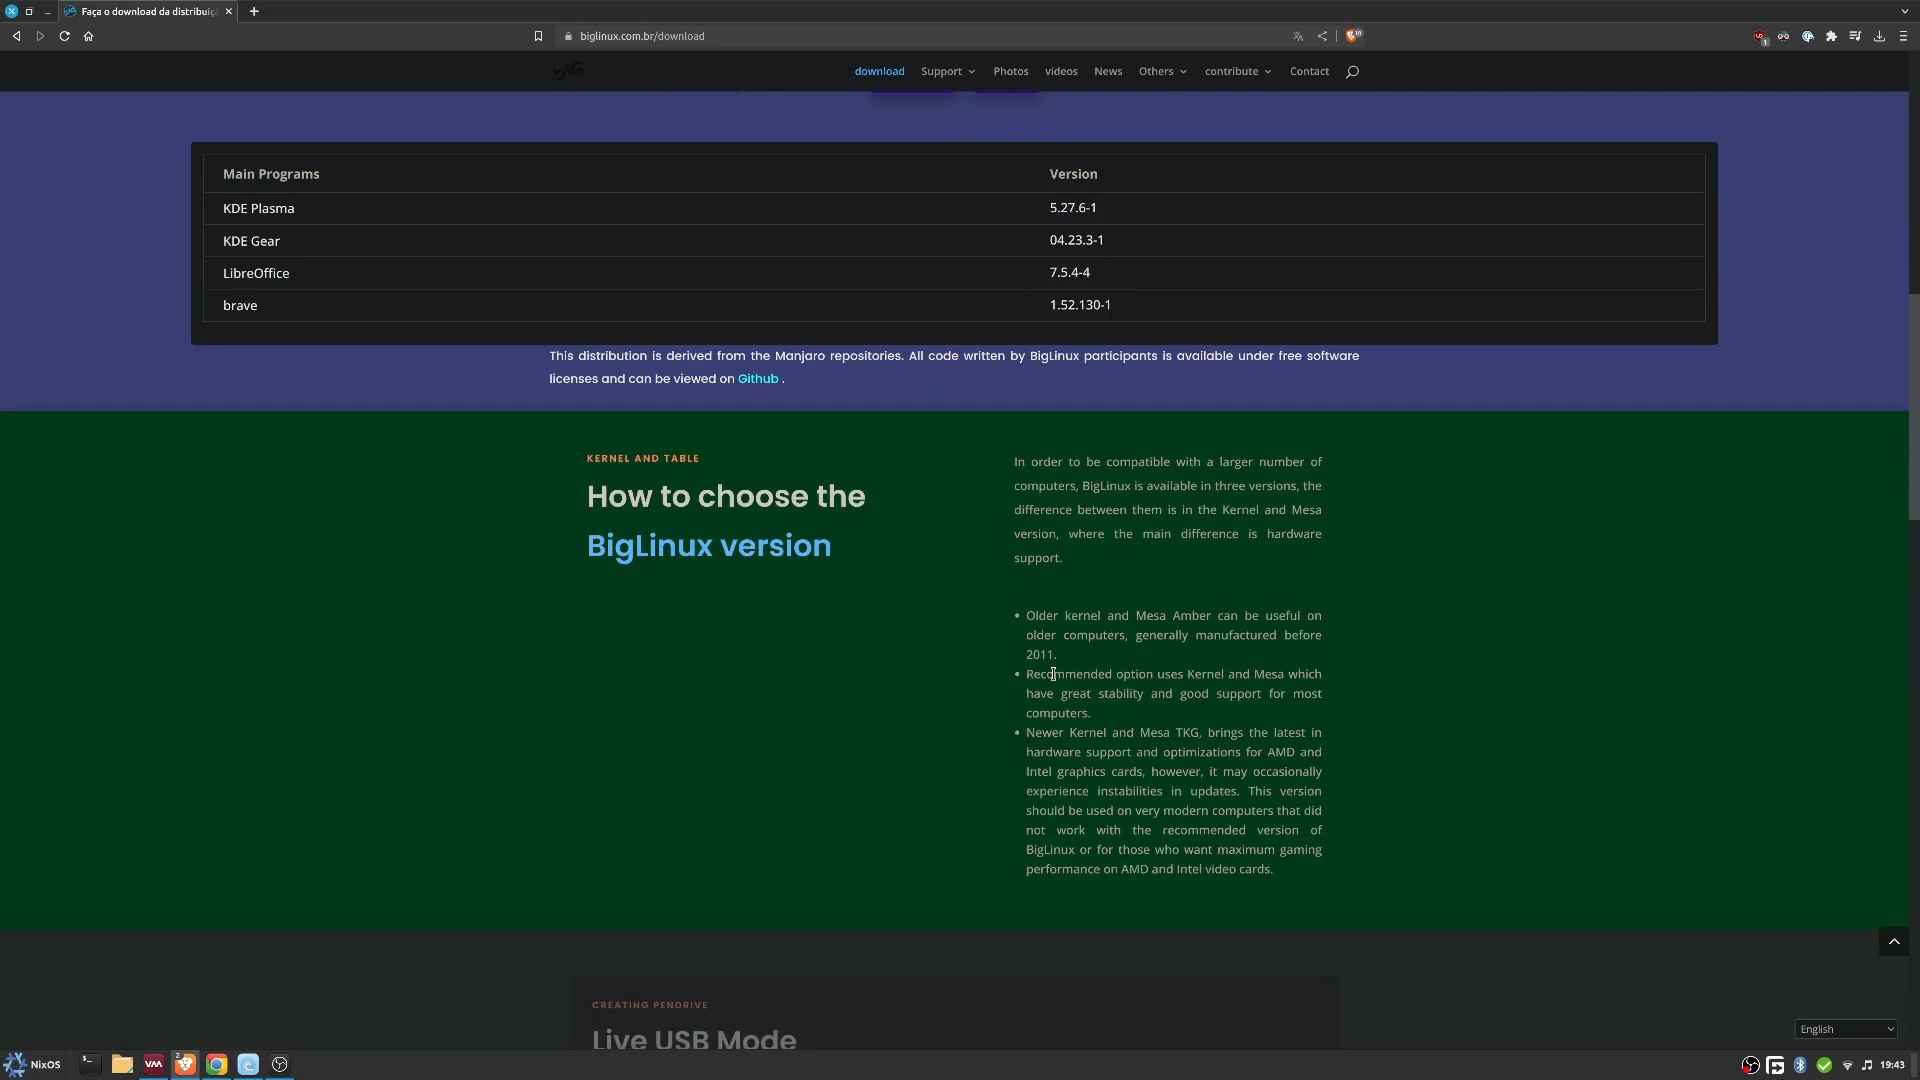 Faça o download da distribuiç
biglinux.com.br/download
big
download
Support
Photos
videos
News
Others
contribute
Contact
Main Programs
Version
KDE Plasma
5.27.6-1
KDE Gear
04.23.3-1
LibreOffice
7.5.4-4
brave
1.52.130-1
This distribution is derived from the Manjaro repositories. All code written by BigLinux participants is available under free software
licenses and can be viewed on Github .
KERNEL AND TABLE
How to choose the
BigLinux version
In order to be compatible with a larger number of
computers, BigLinux is available in three versions, the
difference between them is in the Kernel and Mesa
version, where the main difference is hardware
support.
• Older kernel and Mesa Amber can be useful on
older computers, generally manufactured before
2011.
• Recommended option uses Kernel and Mesa which
have great stability and good support for most
computers.
• Newer Kernel and Mesa TKG, brings the latest in
hardware support and optimizations for AMD and
Intel graphics cards, however, it may occasionally
experience instabilities in updates. This version
should be used on very modern computers that did
not work with the recommended version of
BigLinux or for those who want maximum gaming
performance on AMD and Intel video cards.
CREATING PENDRIVE
Live USB Mode
English
NixOS
2
19:43